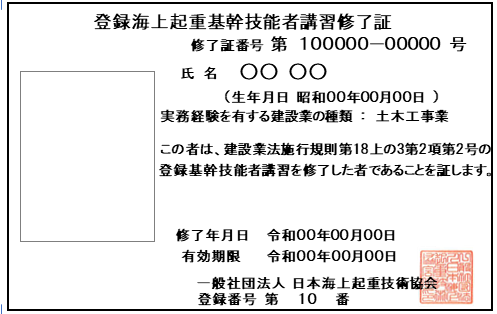 登録海上起重基幹技能者講習修了証
修了証番号 第 100000-00000 号
氏 名 〇〇 〇〇
(生年月日 昭和00年00月00日 )
実務経験を有する建設業の種類 : 土木工事業
この者は、建設業法施行規則第18上の3第2項第2号の
登録基幹技能者講習を修了した者であることを証します。
修了年月日 令和00年00月00日
有効期限 令和00年00月00日
一般社団法人 日本海上起重技術協会
登録番号 第 10 番